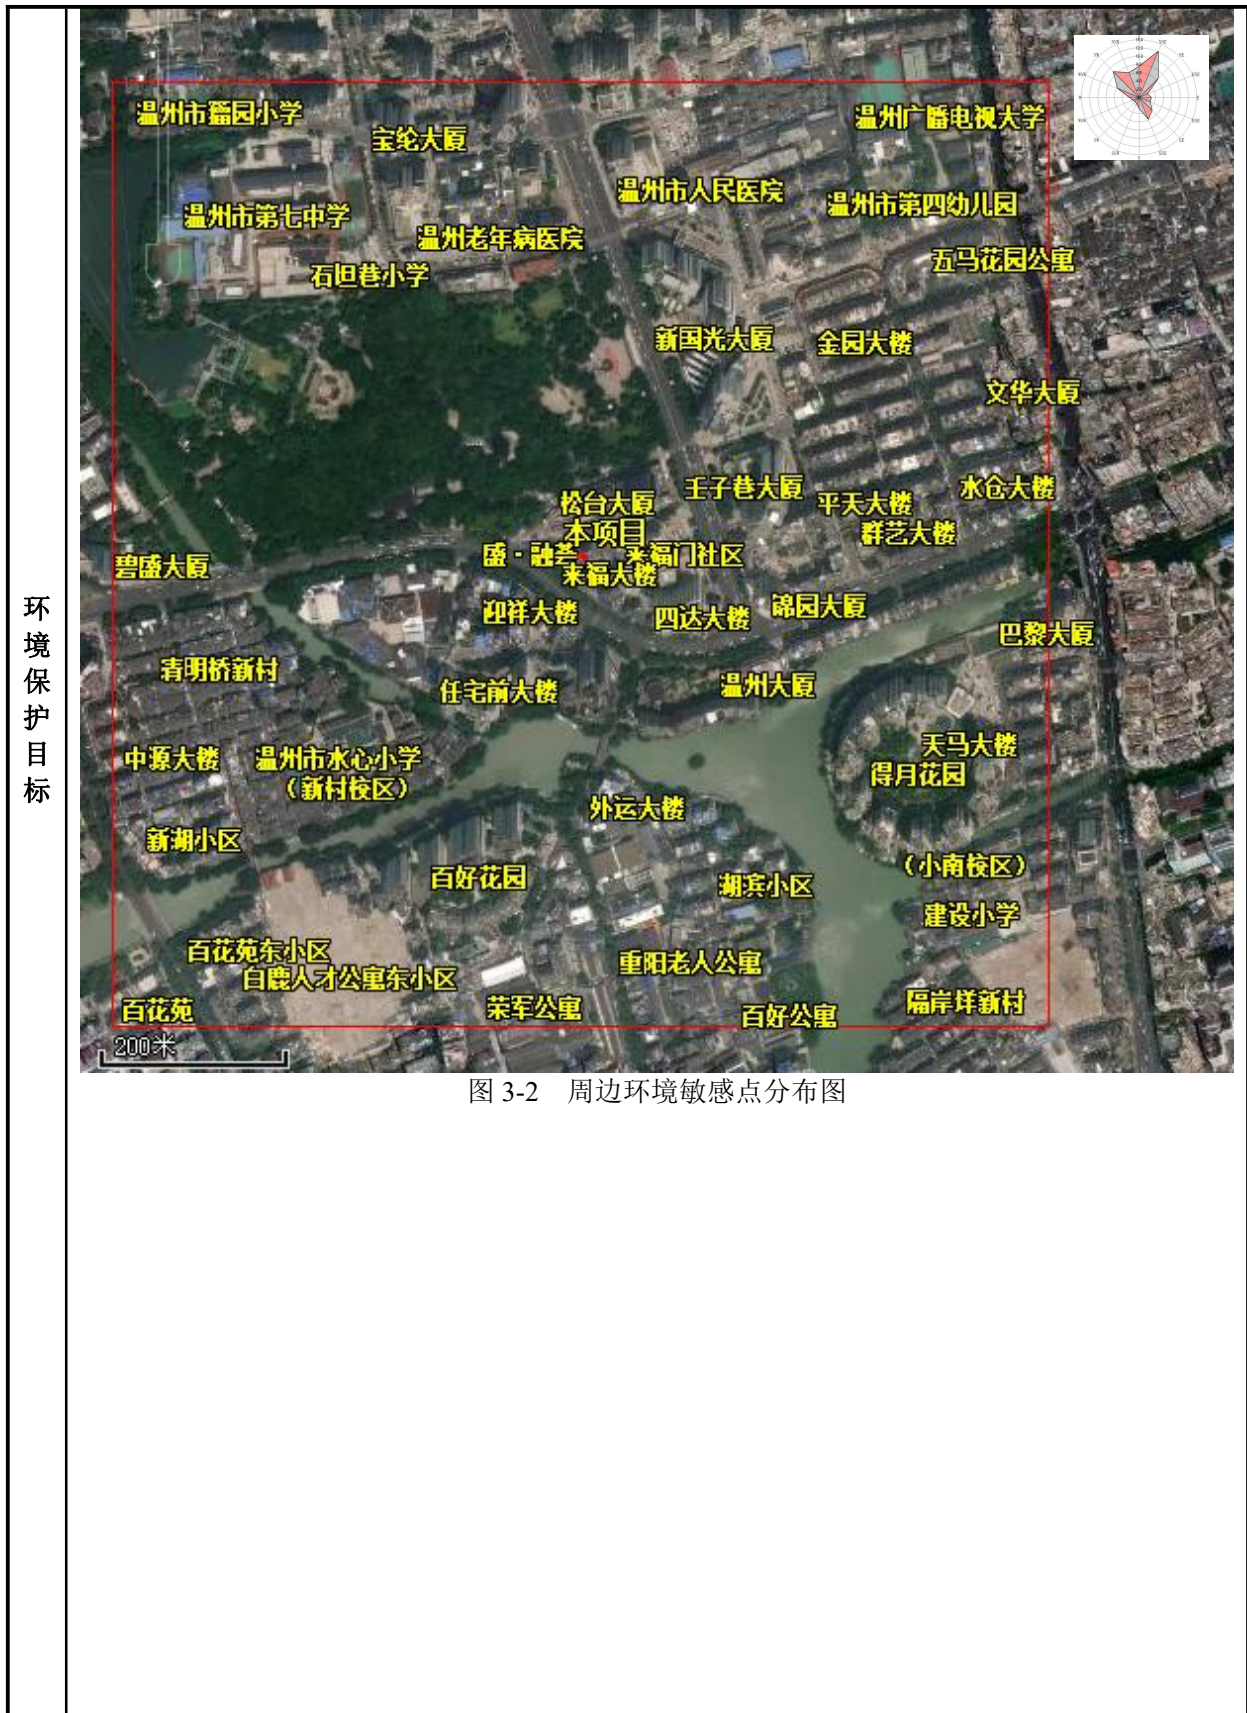 环
境
保
护
目
标
温州市籀园小学
宝纶大厦
温州广播电视大学
温州市人民医院
温州市第七中学
温州市第四幼儿园
温州老年病医院
石坦巷小学
五马花园公寓
新国光大厦
金园大楼
文华大厦
松台大厦
壬子巷大厦
平天大楼
水仓大楼
本项目
群艺大楼
盛·融荟
来福门社区
碧盛大厦
来福大楼
迎祥大楼
四达大楼
锦园大厦
巴黎大厦
清明桥新村
任宅前大楼
温州大厦
中源大楼
温州市水心小学
(新村校区)
天马大楼
得月花园
外运大楼
新湖小区
百好花园
湖滨小区
(小南校区)
建设小学
百花苑东小区
白鹿人才公寓东小区
重阳老人公寓
百花苑
荣军公寓
百好公寓
隔岸垟新村
200米
图 3-2 周边环境敏感点分布图